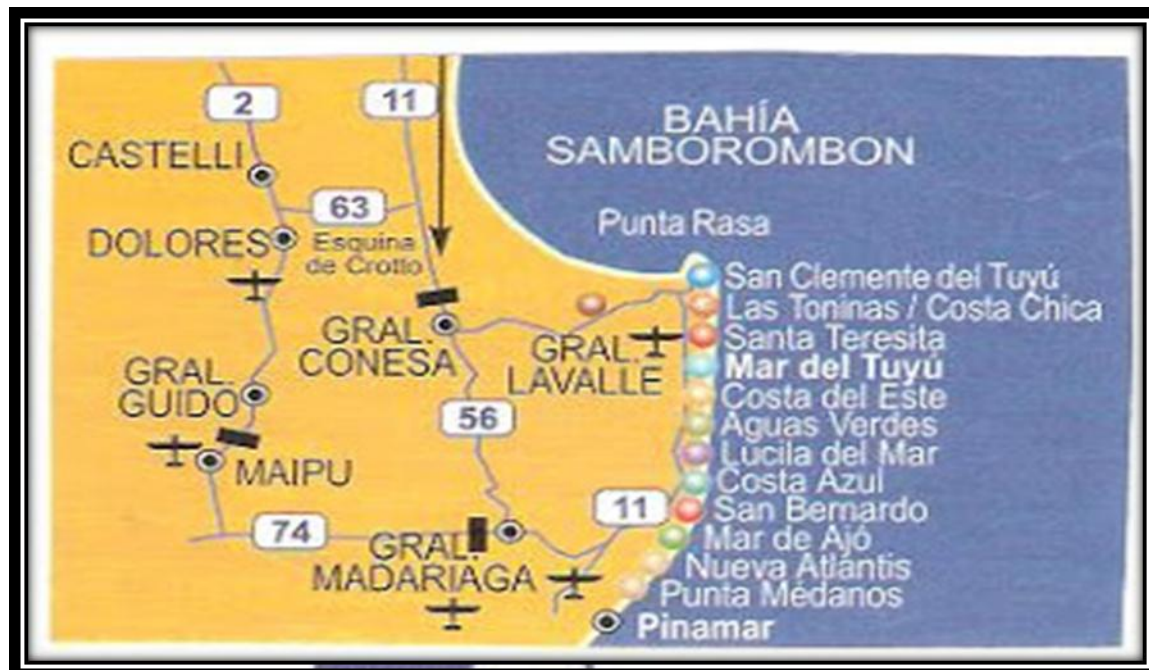 2
11
BAHÍA
SAMBOROMBON
CASTELLI
63
Punta Rasa
DOLORES
Esquina
de Crotto
San Clemente del Tuyú
Las Toninas / Costa Chica
GRAL.
CONESA
GRAL.
LAVALLE
Santa Teresita
Mar del Tuyú
GRAL.
GUIDO
Costa del Este
56
Aguas Verdes
Lucila del Mar
MAIPU
Costa Azul
11
San Bernardo
74
GRAL.
MADARIAGA
Mar de Ajó
Nueva Atlantis
Punta Médanos
Pinamar